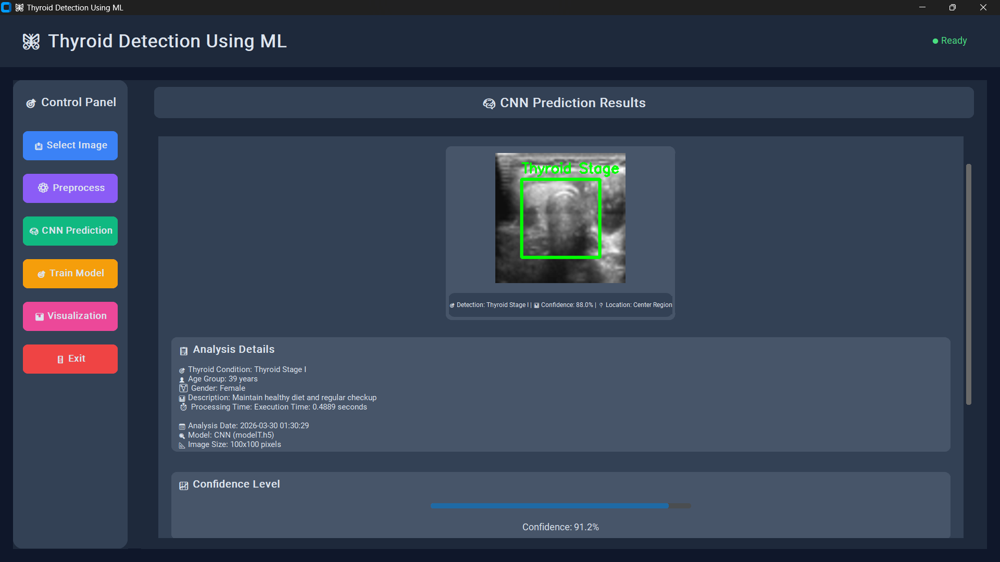 Thyroid Detection Using ML
Thyroid Detection Using ML
● Ready
Control Panel
Select Image
Preprocess
CNN Prediction
Train Model
Visualization
Exit
CNN Prediction Results
Thyroid Stage
Detection: Thyroid Stage I | Confidence: 88.0% | Location: Center Region
Analysis Details
Thyroid Condition: Thyroid Stage I
Age Group: 39 years
Gender: Female
Description: Maintain healthy diet and regular checkup
Processing Time: Execution Time: 0.4889 seconds
Analysis Date: 2026-03-30 01:30:29
Model: CNN (modelT.h5)
Image Size: 100x100 pixels
Confidence Level
Confidence: 91.2%